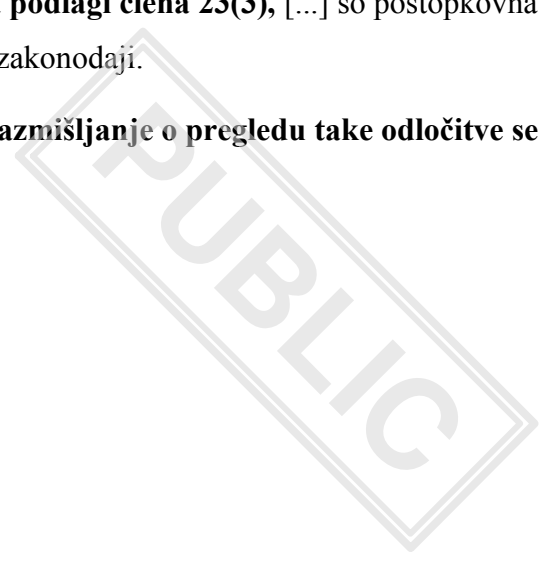 podlagi člena 23(3), [...] so postopkovna
zakonodaji.
azmišljanje o pregledu take odločitve se
PUBLIC